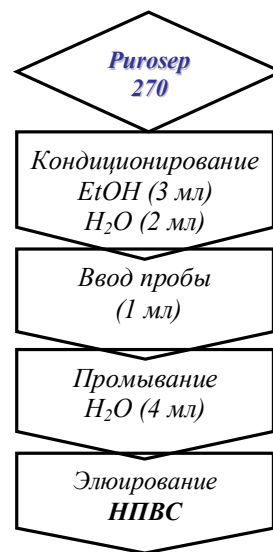 Purosep
270
Кондиционирование
EtOH (3 мл)
H₂O (2 мл)
Ввод пробы
(1 мл)
Промывание
H₂O (4 мл)
Элюирование
НПВС